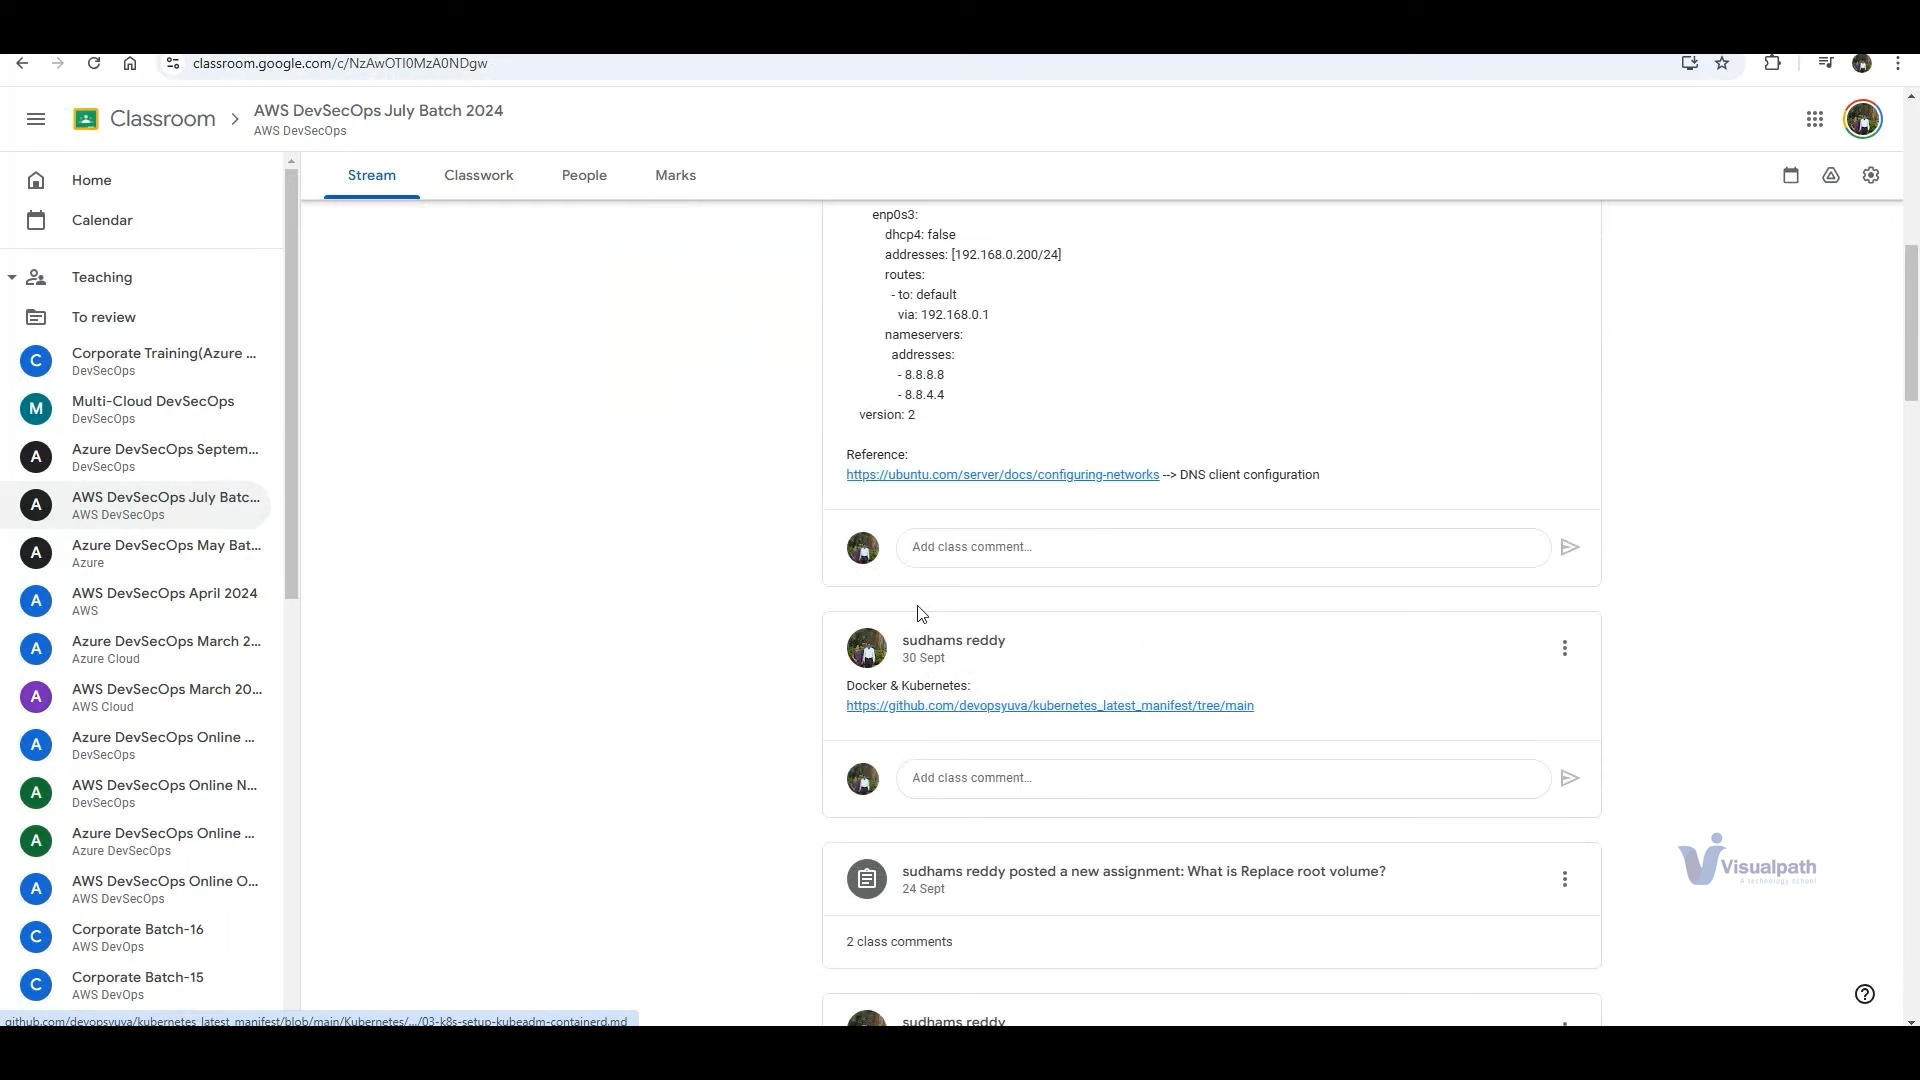 classroom.google.com/c/NzAwOTI0MzA0NDgw
Classroom
AWS DevSecOps July Batch 2024
AWS DevSecOps
Home
Calendar
Teaching
To review
Corporate Training(Azure ...
DevSecOps
M
Multi-Cloud DevSecOps
DevSecOps
A
Azure DevSecOps Septem...
DevSecOps
A
AWS DevSecOps July Batc...
AWS DevSecOps
A
Azure DevSecOps May Bat...
Azure
A
AWS DevSecOps April 2024
AWS
A
Azure DevSecOps March 2...
Azure Cloud
A
AWS DevSecOps March 20...
AWS Cloud
A
Azure DevSecOps Online ...
DevSecOps
A
AWS DevSecOps Online N...
DevSecOps
A
Azure DevSecOps Online ...
Azure DevSecOps
A
AWS DevSecOps Online O...
AWS DevSecOps
C
Corporate Batch-16
AWS DevOps
C
Corporate Batch-15
AWS DevOps
C
github.com/devopsyuva/kubernetes_latest_manifest/blob/main/Kubernetes/.../03-k8s-setup-kubeadm-containerd.md
Stream Classwork People Marks
enp0s3:
dhcp4: false
addresses: [192.168.0.200/24]
routes:
- to: default
via: 192.168.0.1
nameservers:
addresses:
- 8.8.8.8
- 8.8.4.4
version: 2
Reference:
https://ubuntu.com/server/docs/configuring-networks --> DNS client configuration
Add class comment...
sudhams reddy
30 Sept
Docker & Kubernetes:
https://github.com/devopsyuva/kubernetes_latest_manifest/tree/main
Add class comment...
sudhams reddy posted a new assignment: What is Replace root volume?
24 Sept
2 class comments
sudhams reddy
Visualpath
A technology school